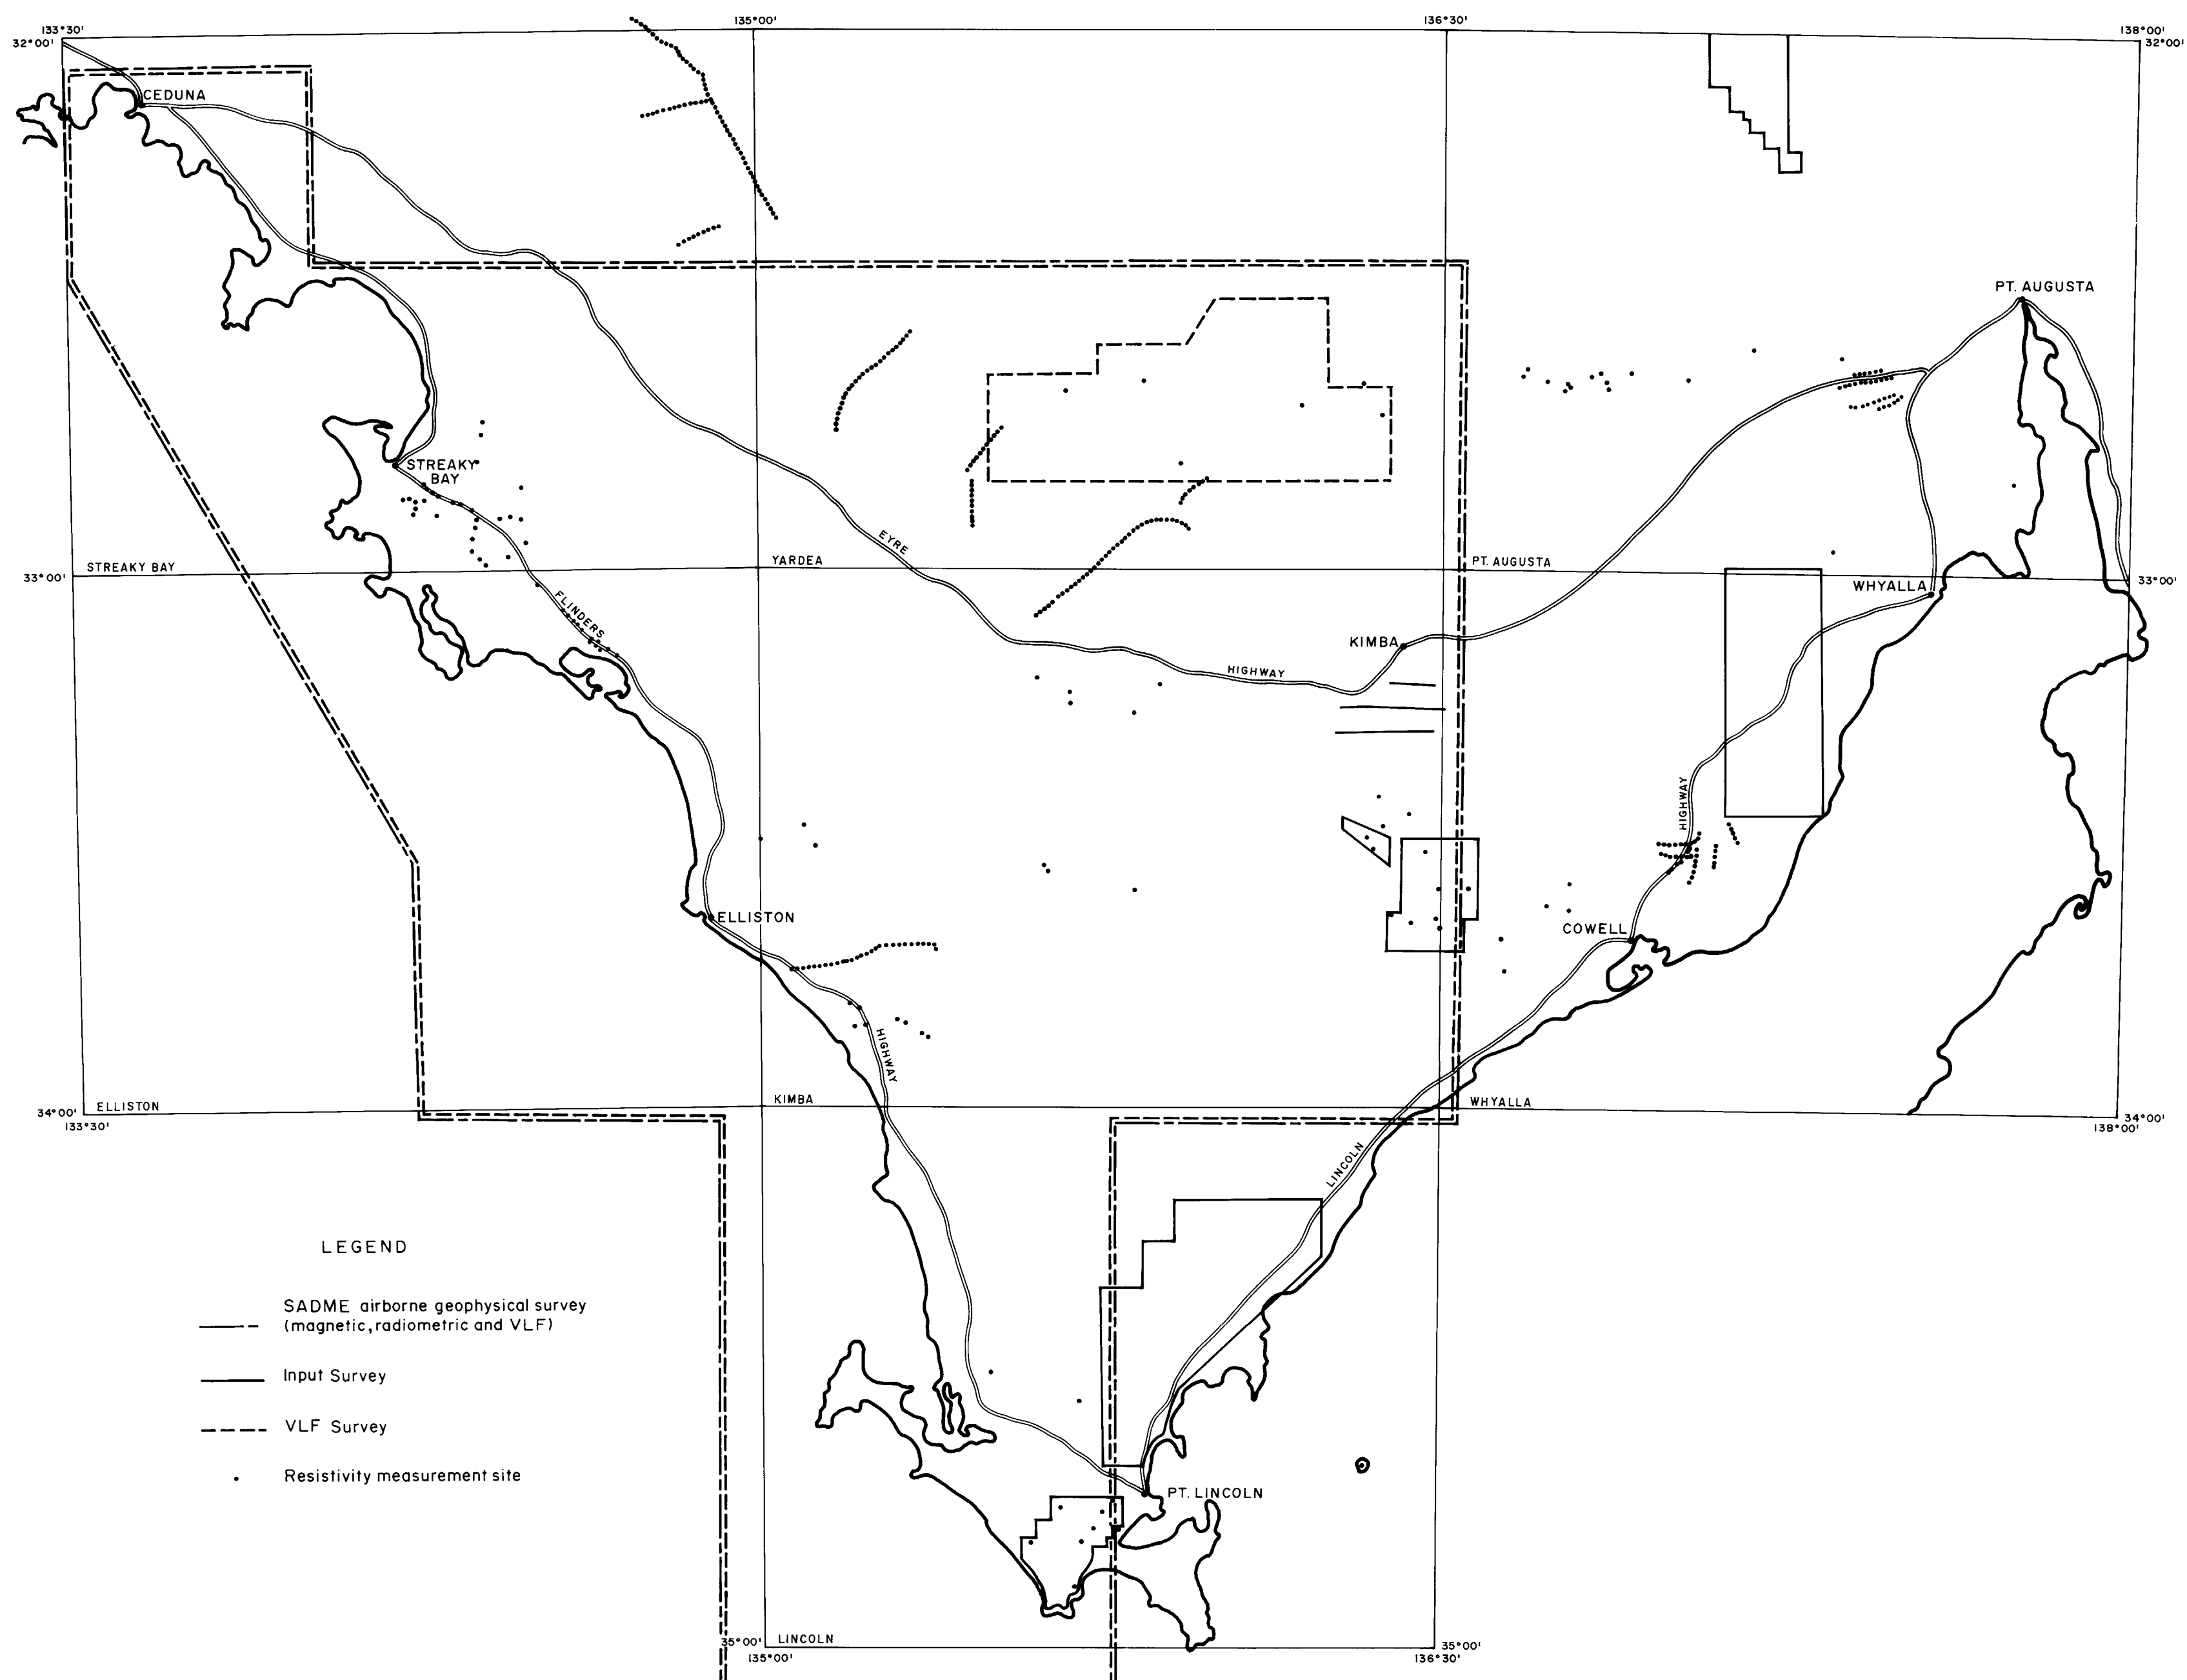 135°00'
136°30'
133°30'
138°00'
32°00'
32°00'
CEDUNA
PT. AUGUSTA
STREAKY
BAY
EYRE
STREAKY BAY
YARDEA
PT. AUGUSTA
33°00'
33°00'
WHYALLA
FLINDERS
KIMBA
HIGHWAY
HIGHWAY
ELLISTON
COWELL
HIGHWAY
34°00'
ELLISTON
KIMBA
WHYALLA
34°00'
133°30'
138°00'
LINCOLN
LEGEND
SADME airborne geophysical survey
(magnetic, radiometric and VLF)
Input Survey
VLF Survey
Resistivity measurement site
PT. LINCOLN
35°00'
LINCOLN
35°00'
135°00'
136°30'